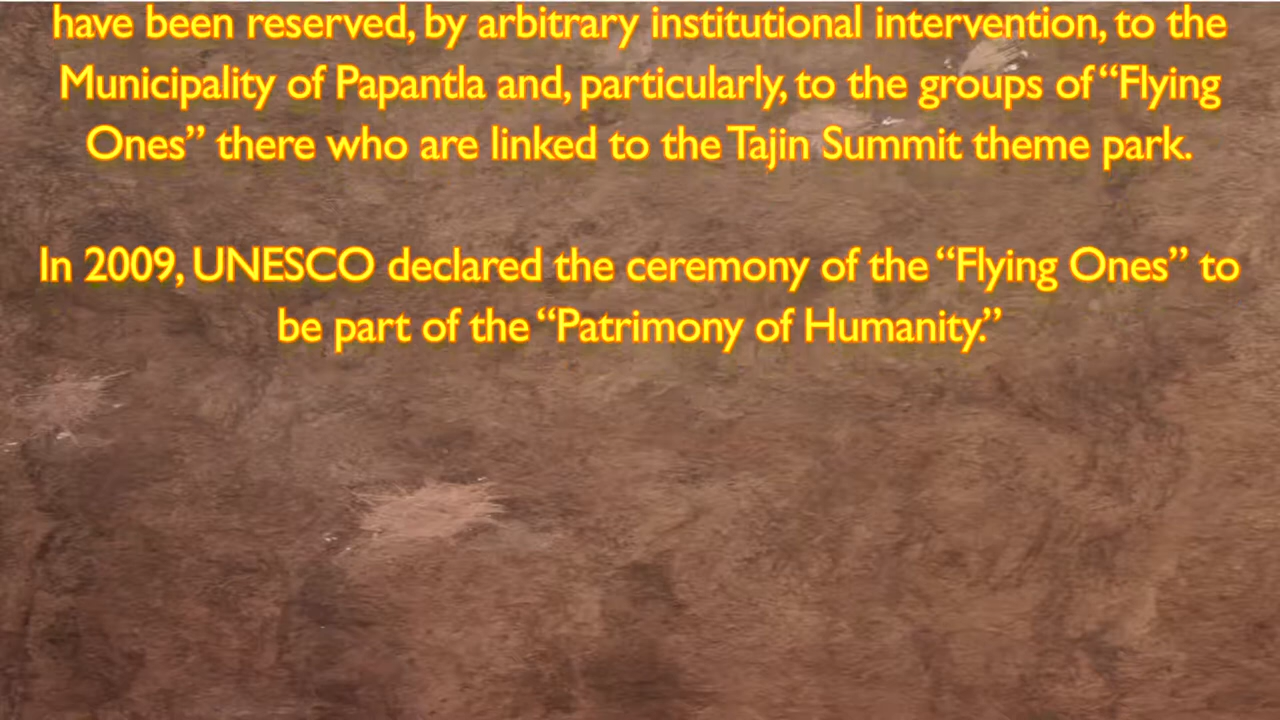 have been reserved, by arbitrary institutional intervention, to the
Municipality of Papantla and, particularly, to the groups of “Flying
Ones” there who are linked to the Tajin Summit theme park.
In 2009, UNESCO declared the ceremony of the “Flying Ones” to
be part of the “Patrimony of Humanity.”